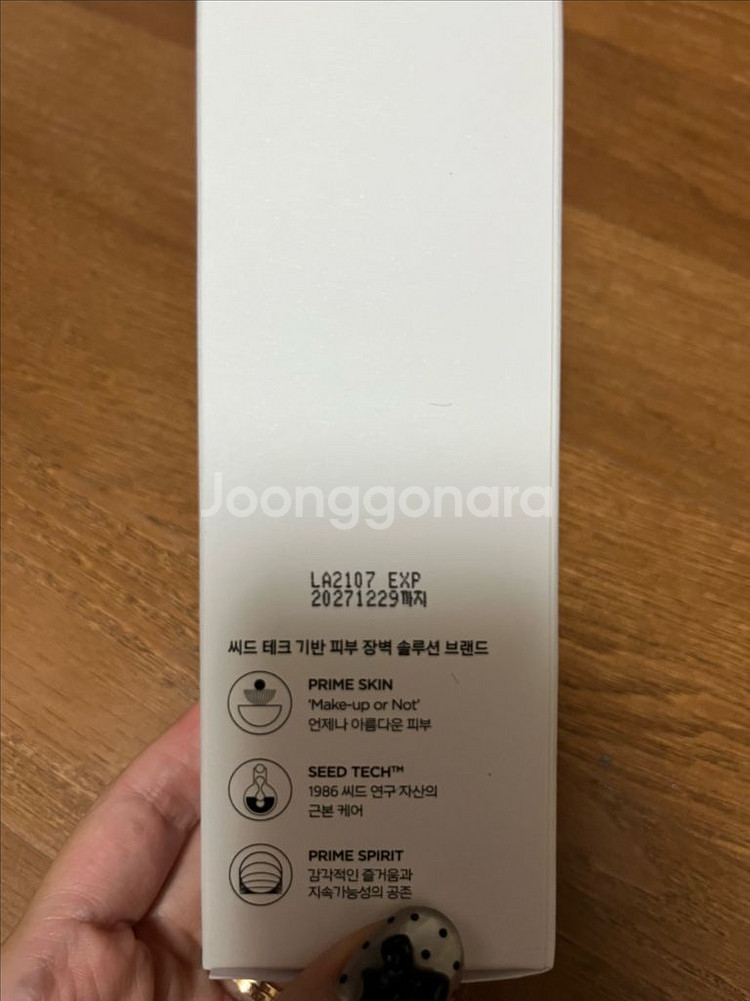 Joonggonara
LA2107 EXP
20271229까지
씨드 테크 기반 피부 장벽 솔루션 브랜드
PRIME SKIN
‘Make-up or Not’
언제나 아름다운 피부
SEED TECH™
1986 씨드 연구 자산의
근본 케어
PRIME SPIRIT
감각적인 즐거움과
지속가능성의 공존